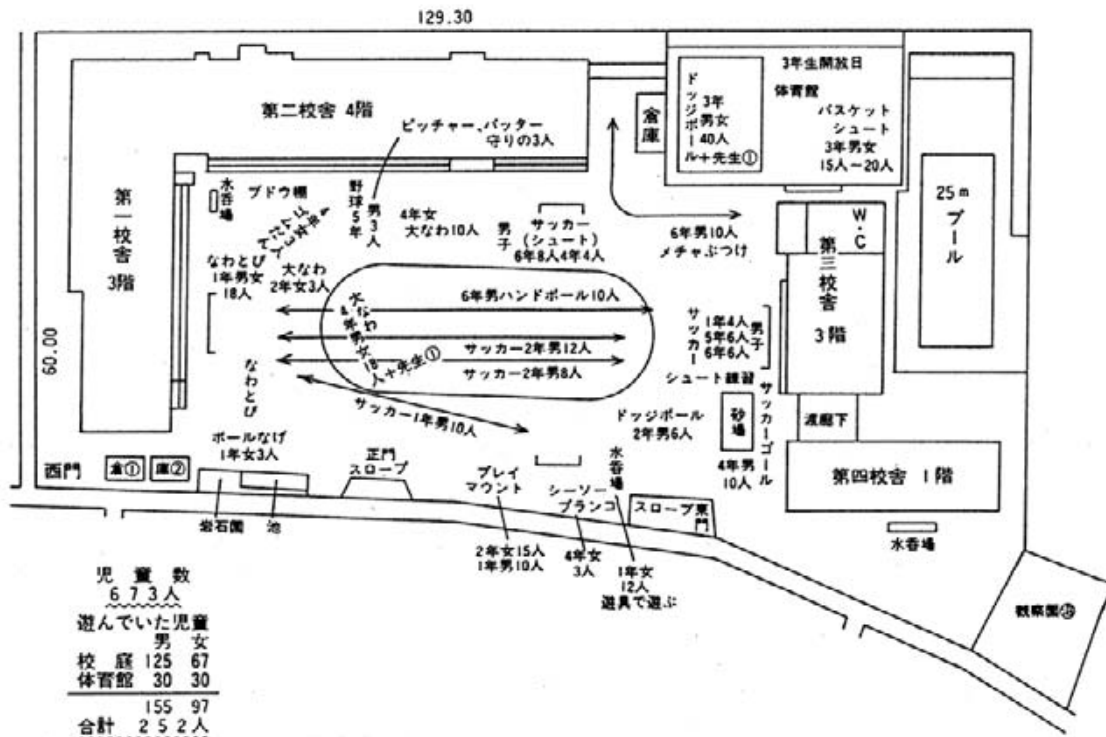 129.30
60.00
第二校舎 4階
第一校舎
3階
水呑場
ブドウ棚
4年女3人
ゴムだん
なわとび
1年男女
18人
大なわ
2年女3人
野球5年
男3人
ピッチャー、バッター
守りの3人
4年女
大なわ10人
男子
サッカー
(シュート)
6年8人4年4人
倉庫
ドッジボール
3年
男女
40人
+先生①
3年生開放日
体育館
バスケット
シュート
3年男女
15人〜20人
6年男10人
メチャぶつけ
W・C
第三校舎
3階
25m プール
6年男ハンドボール10人
大なわ
4年男女18人+先生①
サッカー2年男12人
サッカー2年男8人
サッカー1年男10人
サッカー
1年4人
5年6人
6年6人
男子
シュート練習
なわとび
ボールなげ
1年女3人
ドッジボール
2年男6人
砂場
サッカーゴール
4年男
10人
渡廊下
第四校舎 1階
水呑場
西門
倉①
庫②
岩石園
池
正門
スロープ
プレイ
マウント
2年女15人
1年男10人
シーソー
ブランコ
4年女
3人
水呑場
1年女
12人
遊具で遊ぶ
スロープ東門
観察園
児童数
673人
遊んでいた児童
男 女
校庭 125 67
体育館 30 30
155 97
合計 252人